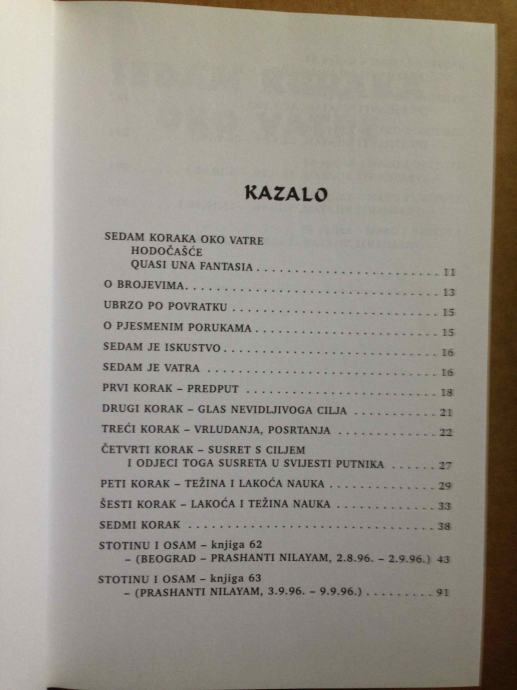 KAZALO
SEDAM KORAKA OKO VATRE
HODOČAŠĆE
QUASI UNA FANTASIA . . . . . . . . . . . . . . . . . . . . . . . . . . . . 11
O BROJEVIMA. . . . . . . . . . . . . . . . . . . . . . . . . . . . . . . . . . . . . . 13
UBRZO PO POVRATKU . . . . . . . . . . . . . . . . . . . . . . . . . . . . . . . 15
O PJESMENIM PORUKAMA. . . . . . . . . . . . . . . . . . . . . . . . . . . . 15
SEDAM JE ISKUSTVO. . . . . . . . . . . . . . . . . . . . . . . . . . . . . . . . 16
SEDAM JE VATRA . . . . . . . . . . . . . . . . . . . . . . . . . . . . . . . . . . . 16
PRVI KORAK – PREDPUT . . . . . . . . . . . . . . . . . . . . . . . . . . . . . 18
DRUGI KORAK – GLAS NEVIDLJIVOGA CILJA . . . . . . . . . . . . . 21
TREĆI KORAK – VRLUDANJA, POSRTANJA . . . . . . . . . . . . . . . 22
ČETVRTI KORAK – SUSRET S CILJEM
I ODJECI TOGA SUSRETA U SVIJESTI PUTNIKA . . . . . . 27
PETI KORAK – TEŽINA I LAKOĆA NAUKA . . . . . . . . . . . . . . . . 29
ŠESTI KORAK – LAKOĆA I TEŽINA NAUKA . . . . . . . . . . . . . . . 33
SEDMI KORAK . . . . . . . . . . . . . . . . . . . . . . . . . . . . . . . . . . . . . 38
STOTINU I OSAM – knjiga 62
– (BEOGRAD – PRASHANTI NILAYAM, 2.8.96. – 2.9.96.) 43
STOTINU I OSAM – knjiga 63
– (PRASHANTI NILAYAM, 3.9.96. – 9.9.96.) . . . . . . . . . 91